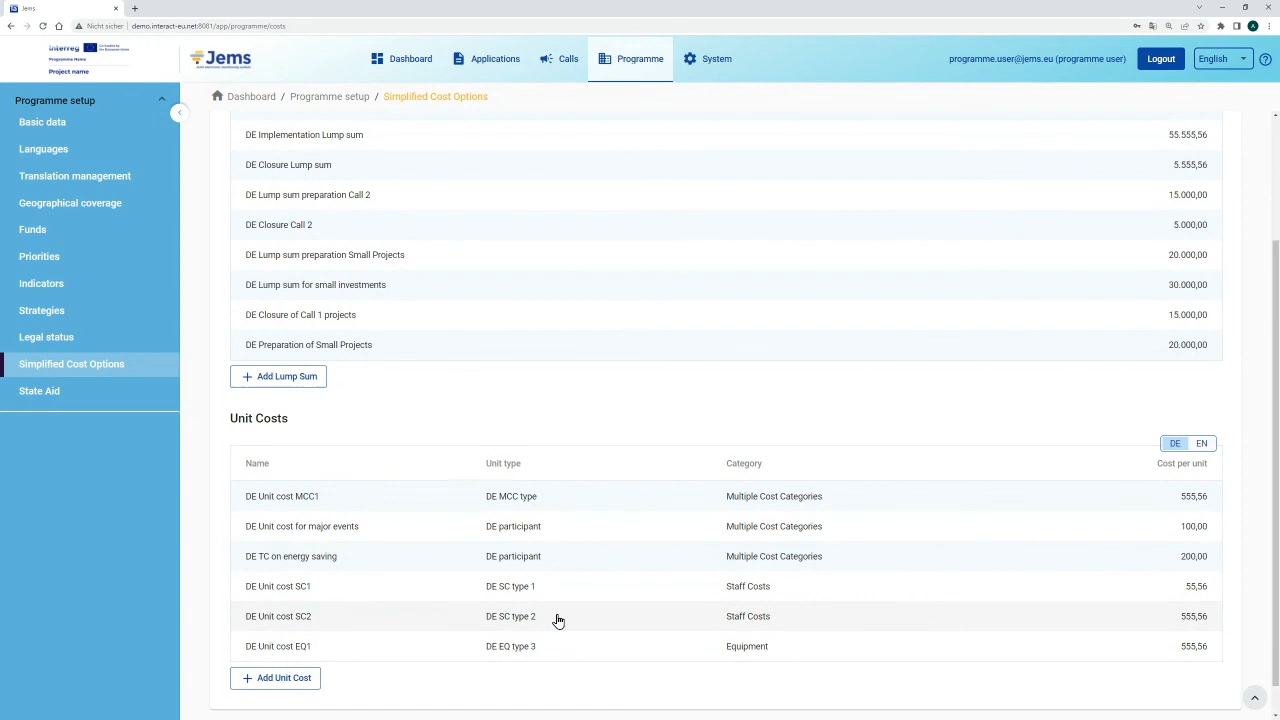 Jems
Nicht sicher
demo.interact-eu.net:8081/app/programme/costs
Interreg
Co-funded by
the European Union
Programme Name
Project name
Jems
Dashboard
Applications
Calls
Programme
System
programme.user@jems.eu (programme user)
Logout
English
Programme setup
Basic data
Languages
Translation management
Geographical coverage
Funds
Priorities
Indicators
Strategies
Legal status
Simplified Cost Options
State Aid
Dashboard / Programme setup / Simplified Cost Options
DE Implementation Lump sum 55.555,56
DE Closure Lump sum 5.555,56
DE Lump sum preparation Call 2 15.000,00
DE Closure Call 2 5.000,00
DE Lump sum preparation Small Projects 20.000,00
DE Lump sum for small investments 30.000,00
DE Closure of Call 1 projects 15.000,00
DE Preparation of Small Projects 20.000,00
+ Add Lump Sum
Unit Costs
DE EN
Name Unit type Category Cost per unit
DE Unit cost MCC1 DE MCC type Multiple Cost Categories 555,56
DE Unit cost for major events DE participant Multiple Cost Categories 100,00
DE TC on energy saving DE participant Multiple Cost Categories 200,00
DE Unit cost SC1 DE SC type 1 Staff Costs 55,56
DE Unit cost SC2 DE SC type 2 Staff Costs 555,56
DE Unit cost EQ1 DE EQ type 3 Equipment 555,56
+ Add Unit Cost